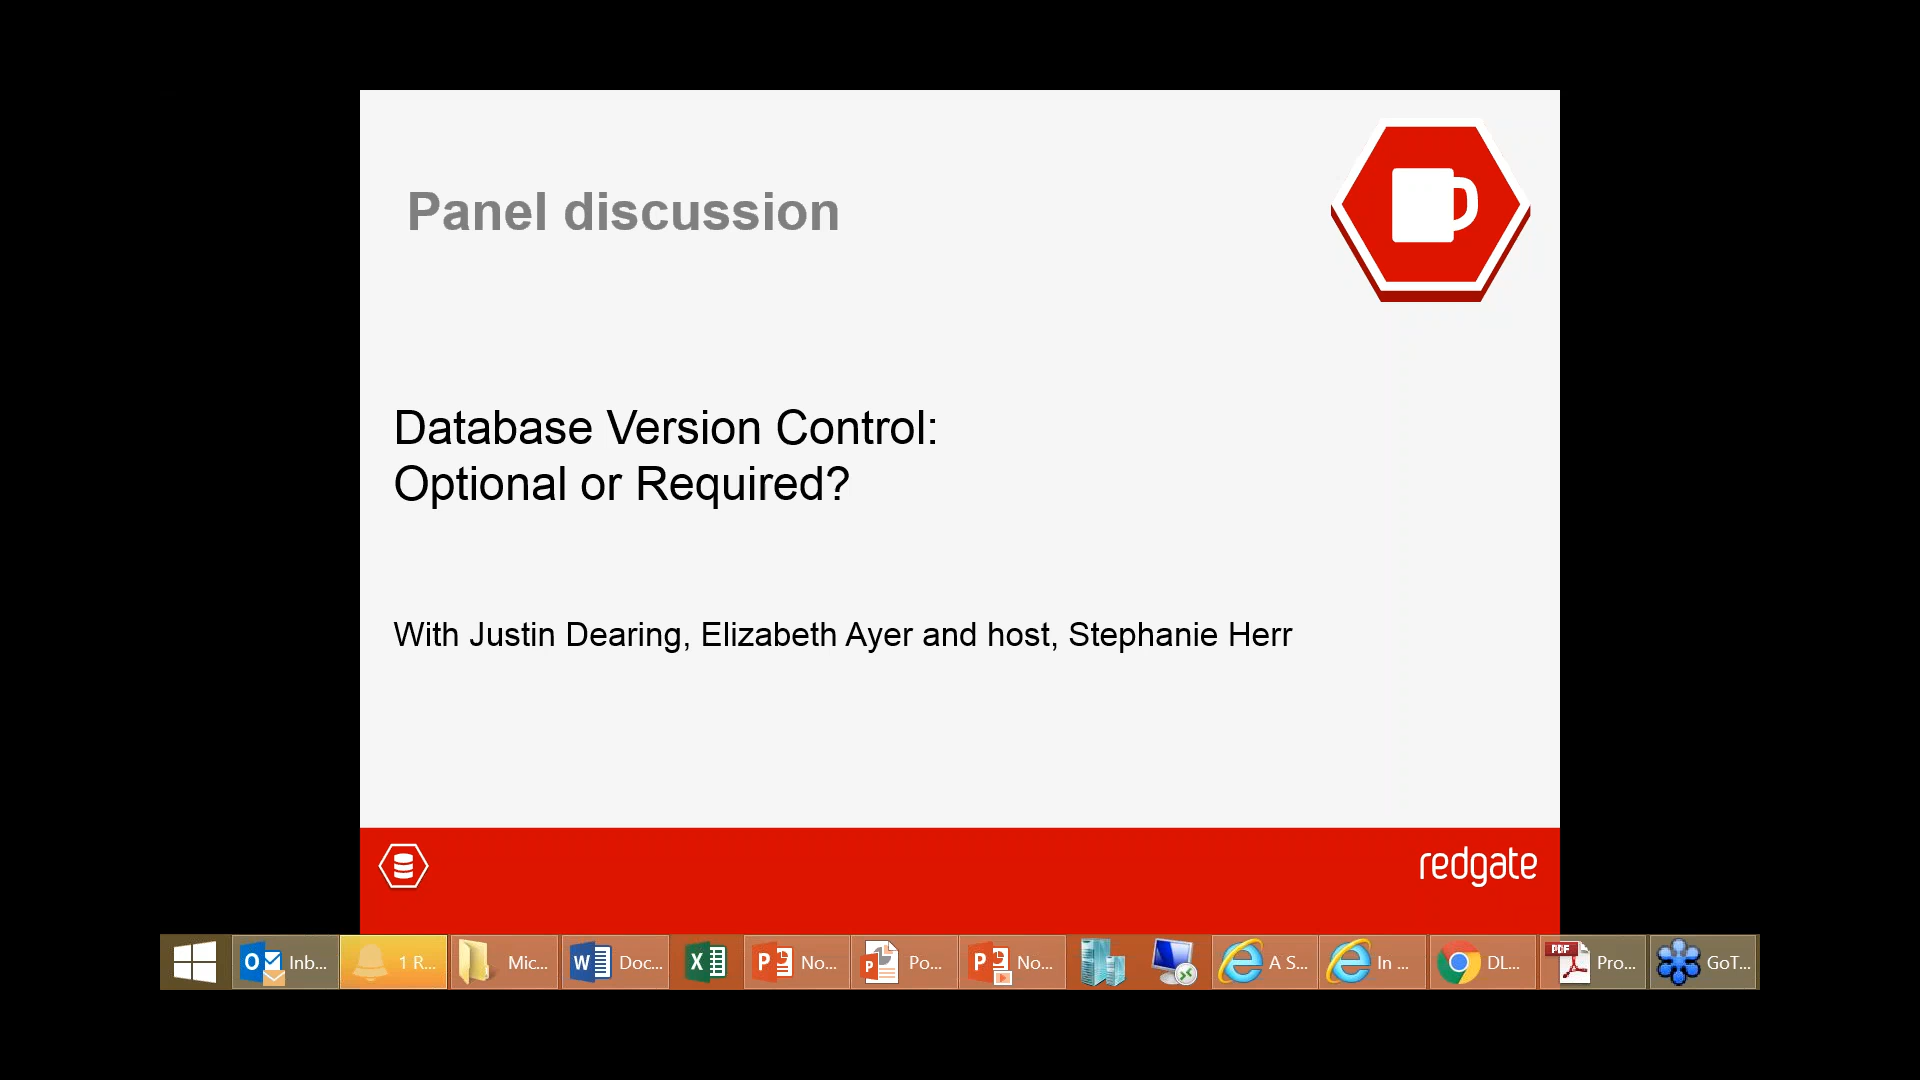 Panel discussion
Database Version Control:
Optional or Required?
With Justin Dearing, Elizabeth Ayer and host, Stephanie Herr
redgate
Inb...
1 R...
Mic...
Doc...
No...
Po...
No...
A S...
In ...
DL...
PDF
Pro...
GoT...